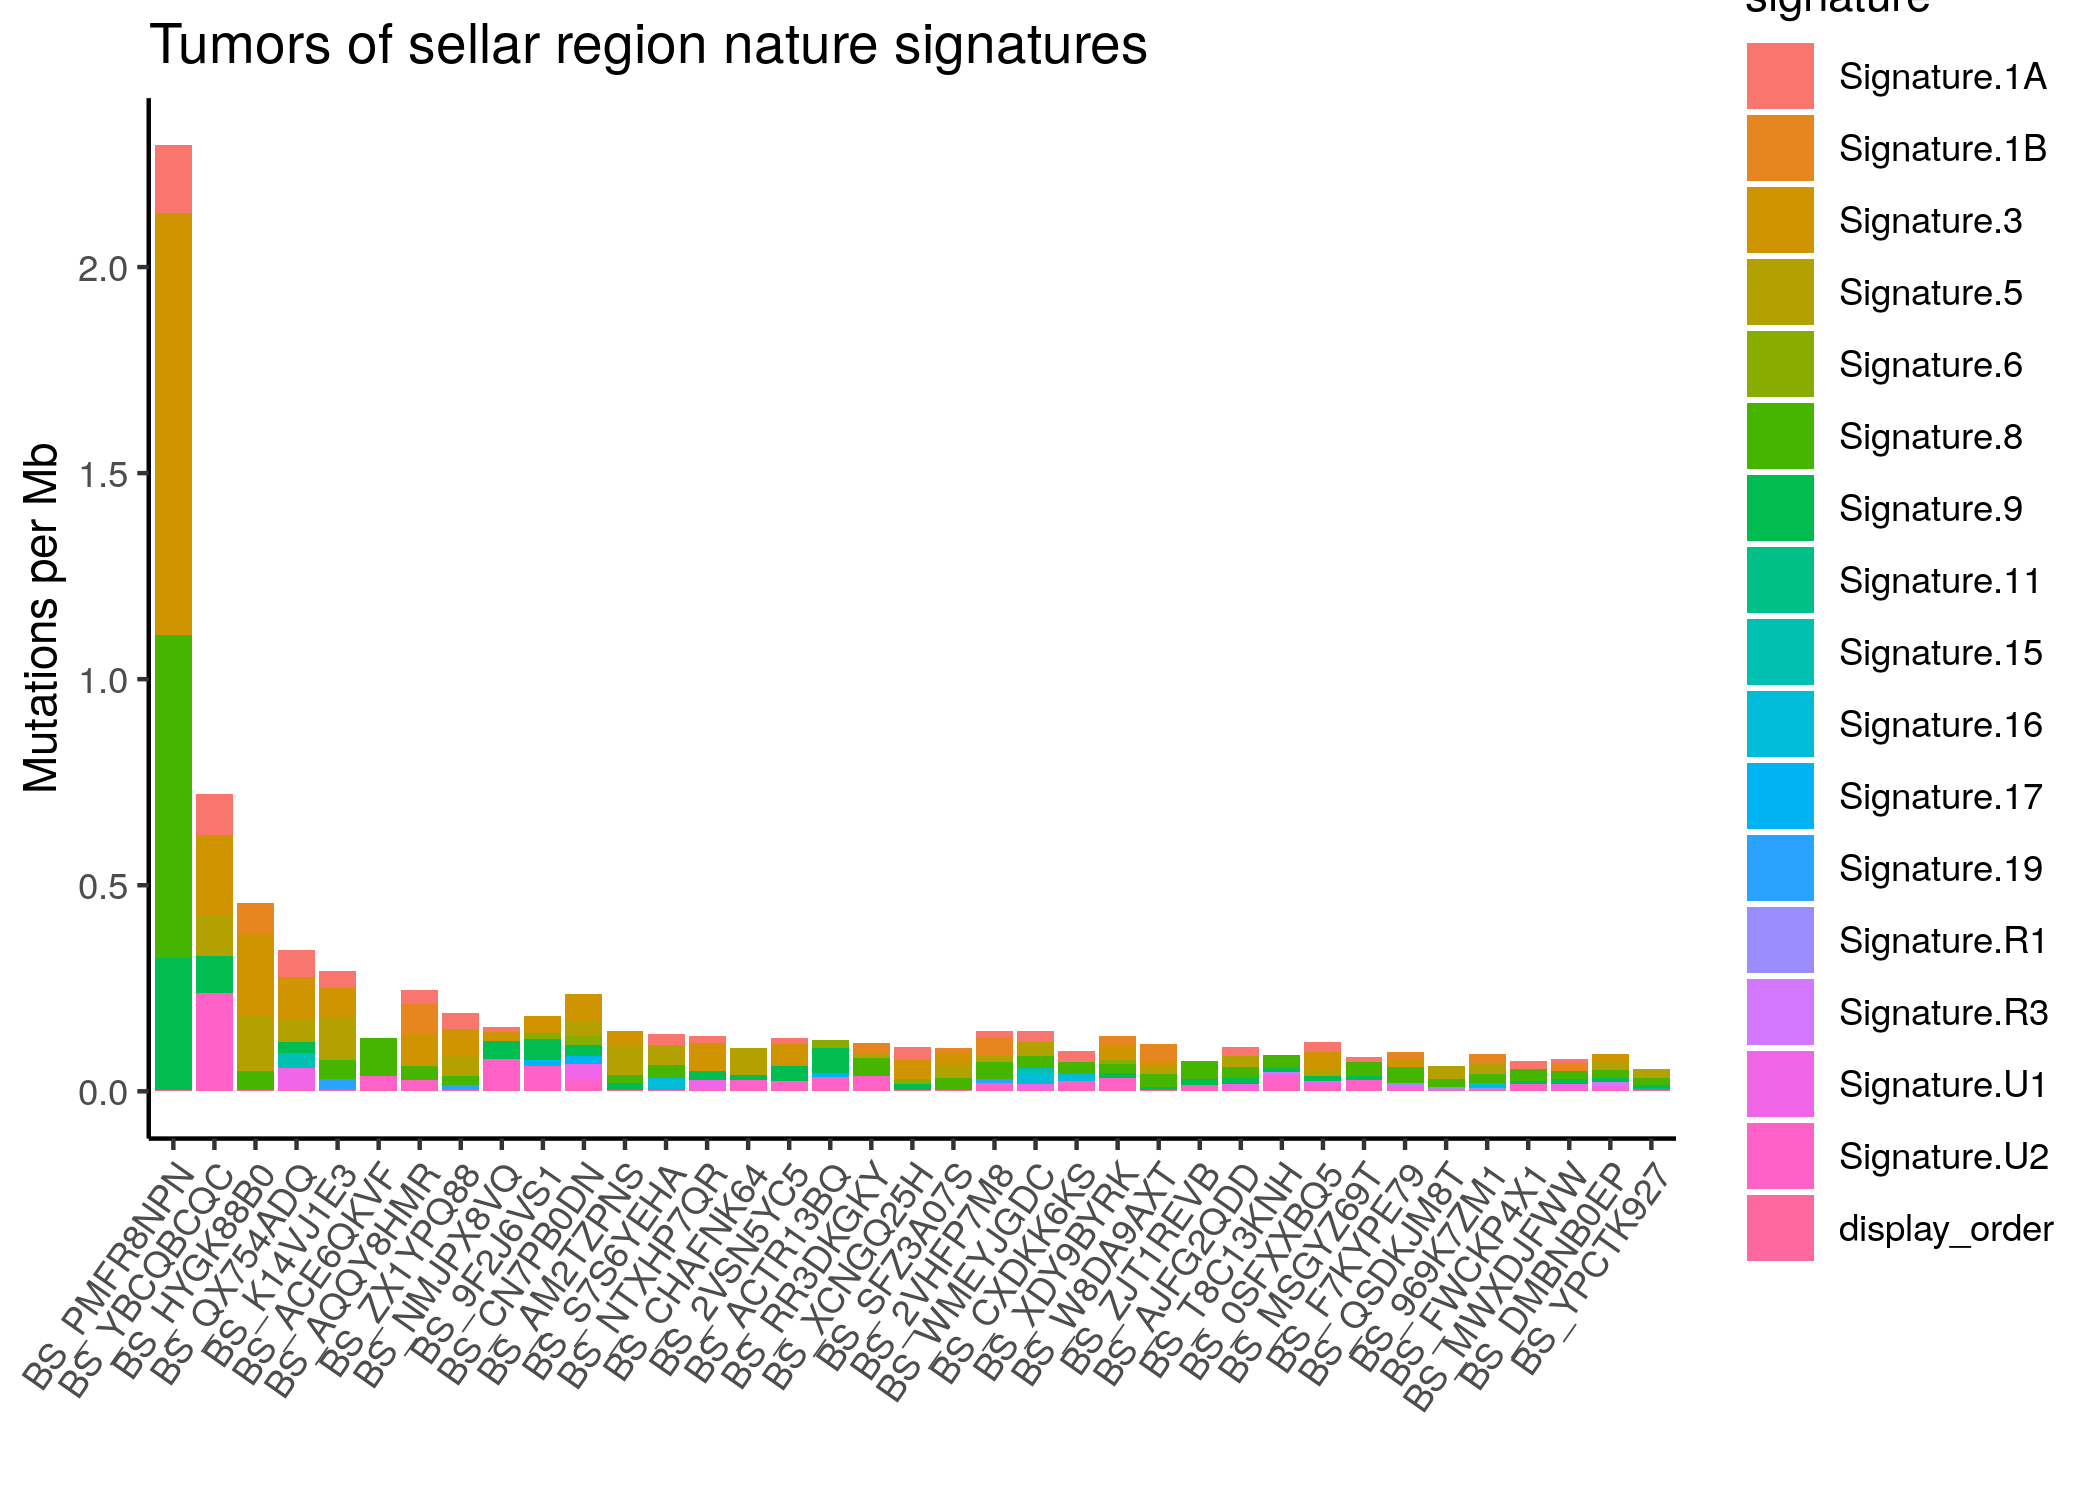 Tumors of sellar region nature signatures
Mutations per Mb
2.0
1.5
1.0
0.5
0.0
BS_PMFR8NPN
BS_YBCQBCQC
BS_HYGK88B0
BS_QX754ADQ
BS_K14VJ1E3
BS_ACE6QKVF
BS_AQQY8HMR
BS_ZX1YPQ88
BS_NMJPX8VQ
BS_9F2J6VS1
BS_CN7PB0DN
BS_AM2TZPNS
BS_S7S6YEHA
BS_NTXHP7QR
BS_CHAFNK64
BS_2VSN5YC5
BS_ACTR13BQ
BS_RR3DKGKY
BS_XCNGQ25H
BS_SFZ3A07S
BS_2VHFP7M8
BS_WMEYJGDC
BS_CXDKK6KS
BS_XDY9BYRK
BS_W8DA9AXT
BS_ZJT1REVB
BS_AJFG2QDD
BS_T8C13KNH
BS_0SFXXBQ5
BS_MSGYZ69T
BS_F7KYPE79
BS_QSDKJM8T
BS_969K7ZM1
BS_FWCKP4X1
BS_MWXDJFWW
BS_DMBNB0EP
BS_YPCTK927
signature
Signature.1A
Signature.1B
Signature.3
Signature.5
Signature.6
Signature.8
Signature.9
Signature.11
Signature.15
Signature.16
Signature.17
Signature.19
Signature.R1
Signature.R3
Signature.U1
Signature.U2
display_order